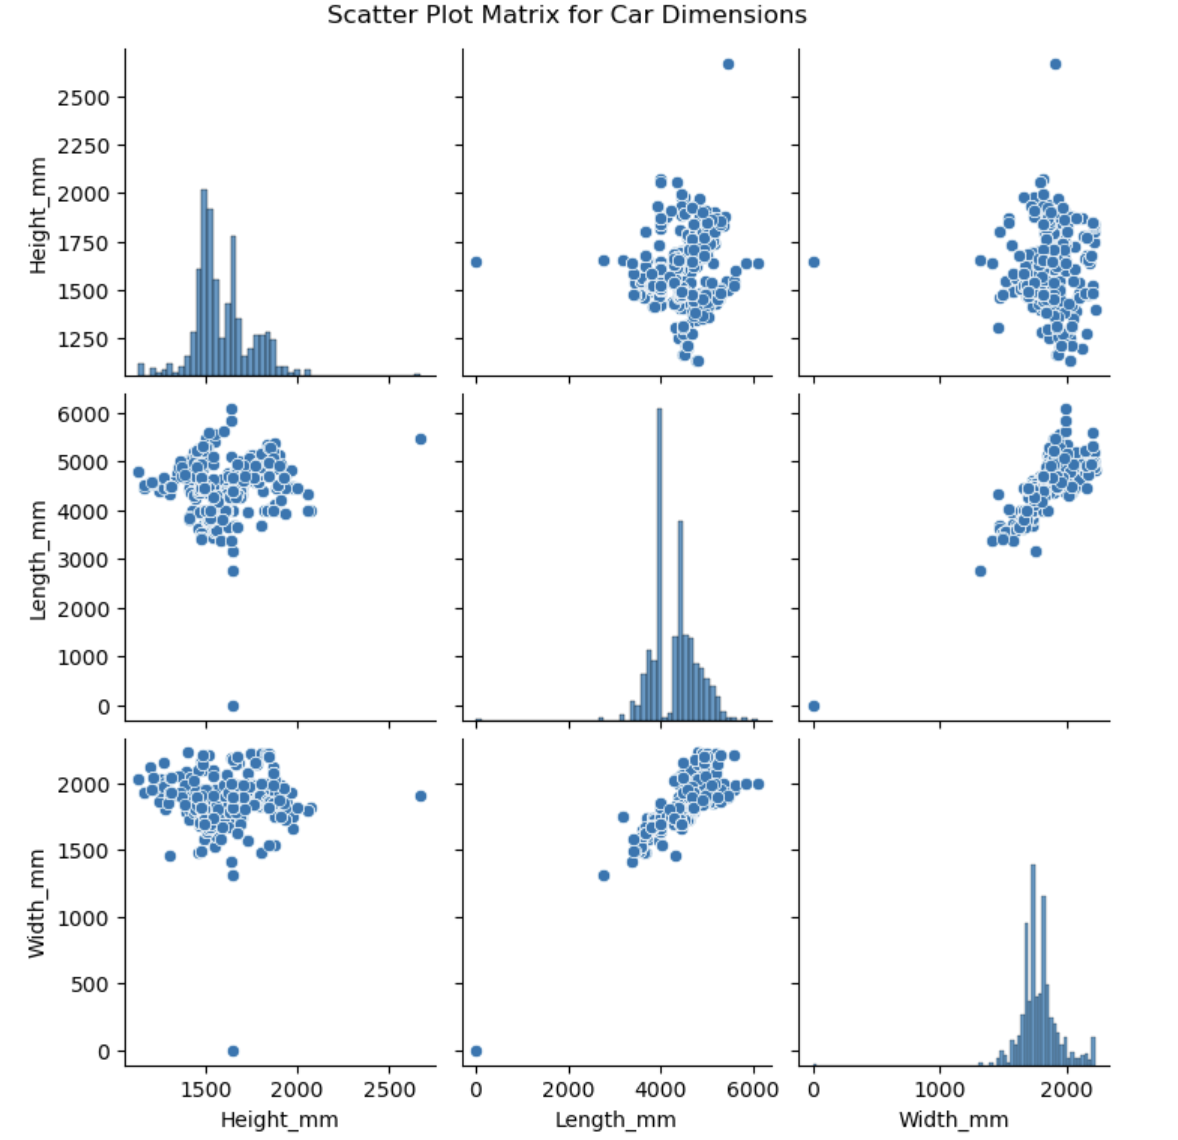 Scatter Plot Matrix for Car Dimensions
2500
2250
2000
1750
1500
1250
Height_mm
6000
5000
4000
3000
2000
1000
0
Length_mm
2000
1500
1000
500
0
Width_mm
1500 2000 2500
Height_mm
0 2000 4000 6000
Length_mm
0 1000 2000
Width_mm